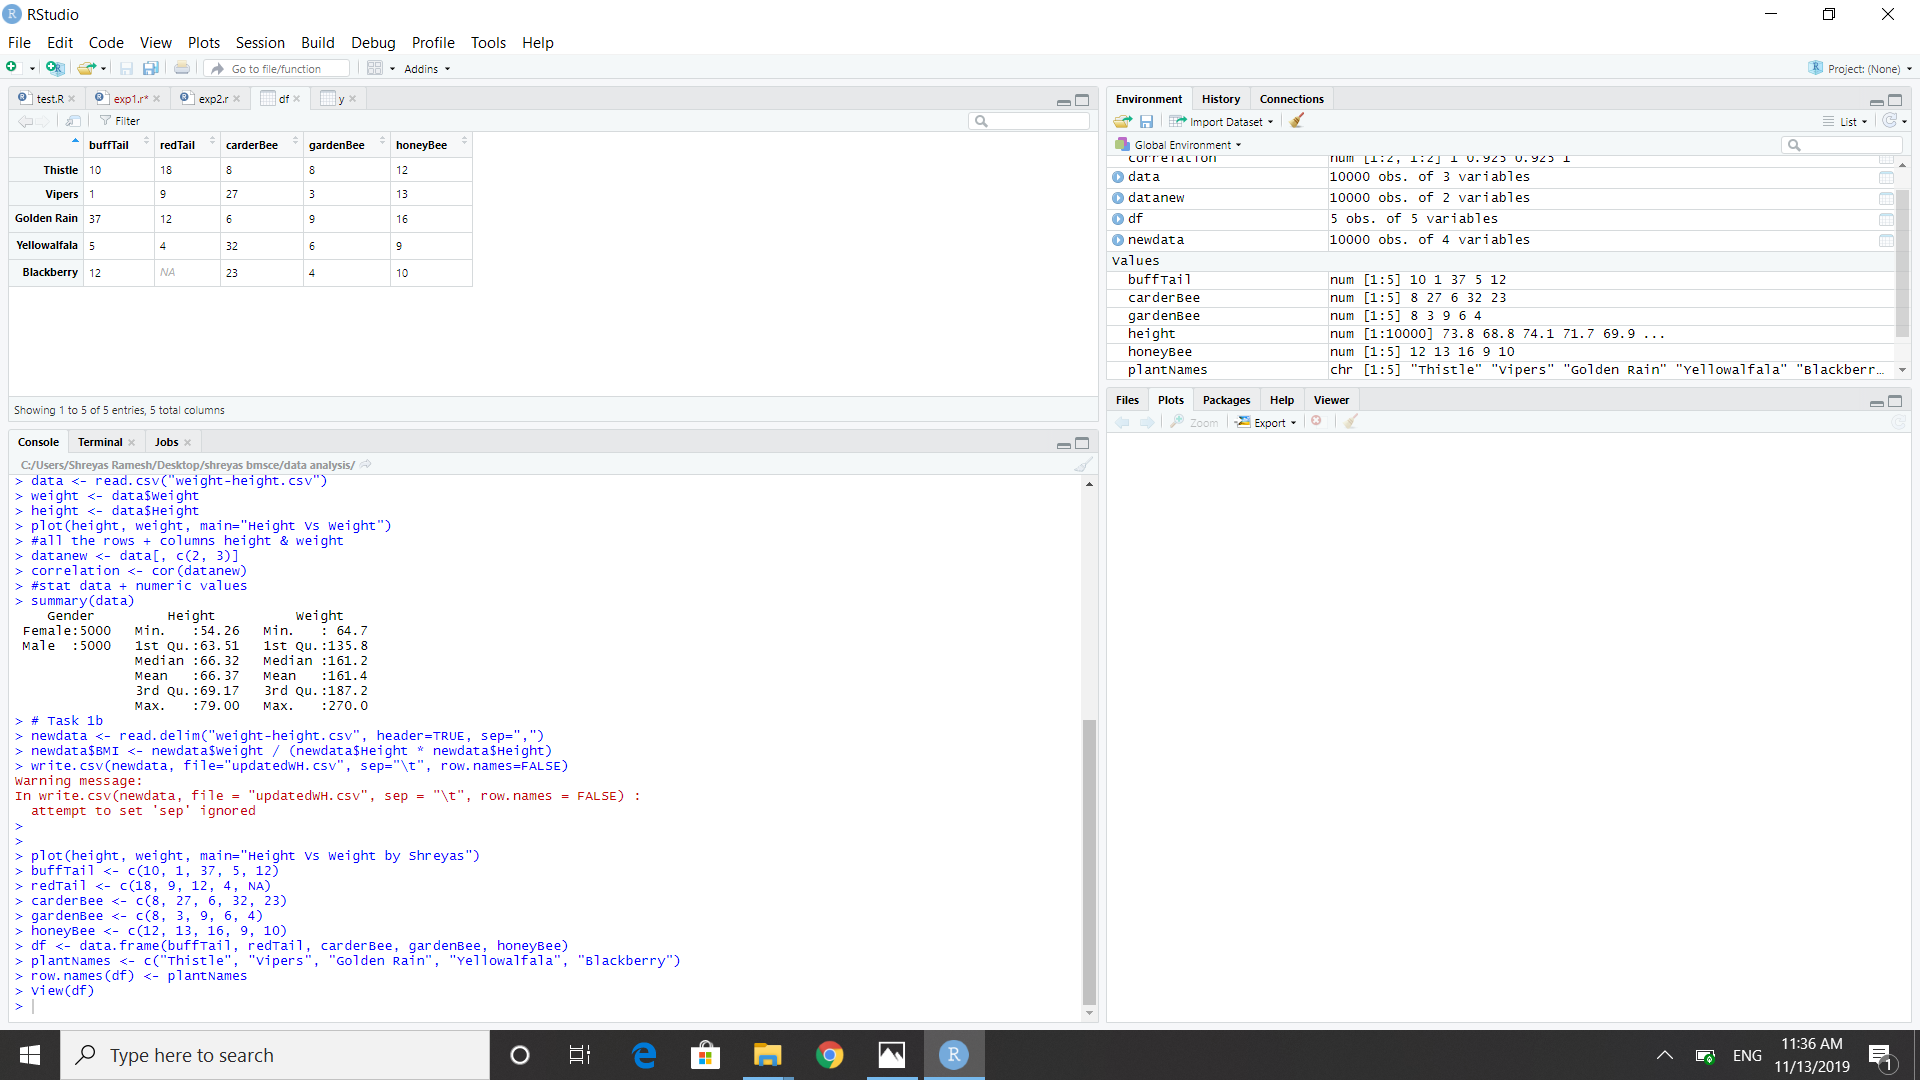 RStudio
File Edit Code View Plots Session Build Debug Profile Tools Help
Go to file/function Addins Project: (None)
test.R exp1.r* exp2.r df y
Filter
buffTail redTail carderBee gardenBee honeyBee
Thistle 10 18 8 8 12
Vipers 1 9 27 3 13
Golden Rain 37 12 6 9 16
Yellowalfala 5 4 32 6 9
Blackberry 12 NA 23 4 10
Showing 1 to 5 of 5 entries, 5 total columns
Console Terminal Jobs
C:/Users/Shreyas Ramesh/Desktop/shreyas bmsce/data analysis/
> data <- read.csv("weight-height.csv")
> weight <- data$Weight
> height <- data$Height
> plot(height, weight, main="Height Vs Weight")
> #all the rows + columns height & weight
> datanew <- data[, c(2, 3)]
> correlation <- cor(datanew)
> #stat data + numeric values
> summary(data)
Gender Height Weight
Female:5000 Min. :54.26 Min. : 64.7
Male :5000 1st Qu.:63.51 1st Qu.:135.8
Median :66.32 Median :161.2
Mean :66.37 Mean :161.4
3rd Qu.:69.17 3rd Qu.:187.2
Max. :79.00 Max. :270.0
> # Task 1b
> newdata <- read.delim("weight-height.csv", header=TRUE, sep=",")
> newdata$BMI <- newdata$Weight / (newdata$Height * newdata$Height)
> write.csv(newdata, file="updatedWH.csv", sep="\t", row.names=FALSE)
Warning message:
In write.csv(newdata, file = "updatedWH.csv", sep = "\t", row.names = FALSE) :
attempt to set 'sep' ignored
>
>
> plot(height, weight, main="Height Vs Weight by Shreyas")
> buffTail <- c(10, 1, 37, 5, 12)
> redTail <- c(18, 9, 12, 4, NA)
> carderBee <- c(8, 27, 6, 32, 23)
> gardenBee <- c(8, 3, 9, 6, 4)
> honeyBee <- c(12, 13, 16, 9, 10)
> df <- data.frame(buffTail, redTail, carderBee, gardenBee, honeyBee)
> plantNames <- c("Thistle", "Vipers", "Golden Rain", "Yellowalfala", "Blackberry")
> row.names(df) <- plantNames
> View(df)
>
Environment History Connections
Import Dataset List
Global Environment
correlation num [1:2, 1:2] 1 0.925 0.925 1
data 10000 obs. of 3 variables
datanew 10000 obs. of 2 variables
df 5 obs. of 5 variables
newdata 10000 obs. of 4 variables
Values
buffTail num [1:5] 10 1 37 5 12
carderBee num [1:5] 8 27 6 32 23
gardenBee num [1:5] 8 3 9 6 4
height num [1:10000] 73.8 68.8 74.1 71.7 69.9 ...
honeyBee num [1:5] 12 13 16 9 10
plantNames chr [1:5] "Thistle" "Vipers" "Golden Rain" "Yellowalfala" "Blackberr…
Files Plots Packages Help Viewer
Zoom Export
Type here to search
ENG
11:36 AM
11/13/2019
1